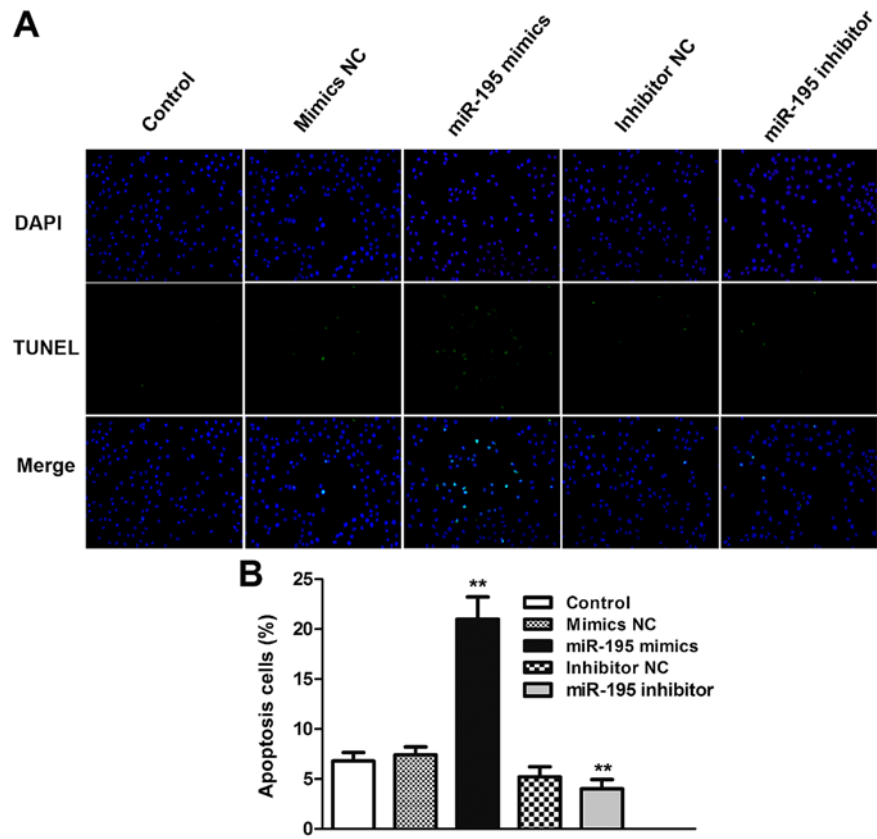 A
Control
Mimics NC
miR-195 mimics
Inhibitor NC
miR-195 inhibitor
DAPI
TUNEL
Merge
B
Apoptosis cells (%)
25
20
15
10
5
0
**
**
Control
Mimics NC
miR-195 mimics
Inhibitor NC
miR-195 inhibitor